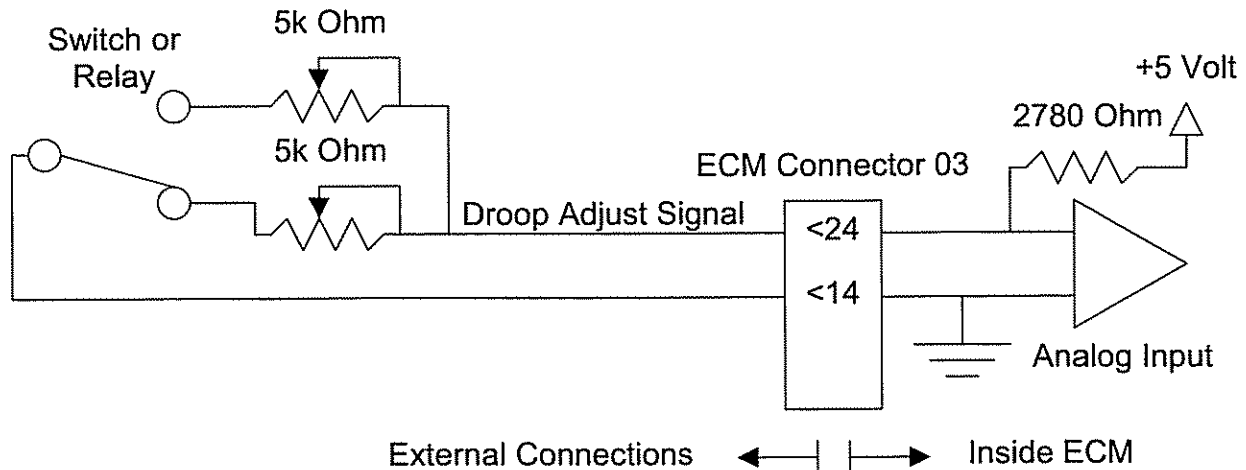 5k Ohm
Switch or
Relay
+5 Volt
2780 Ohm
5k Ohm
ECM Connector 03
Droop Adjust Signal
<24
<14
Analog Input
External Connections
Inside ECM